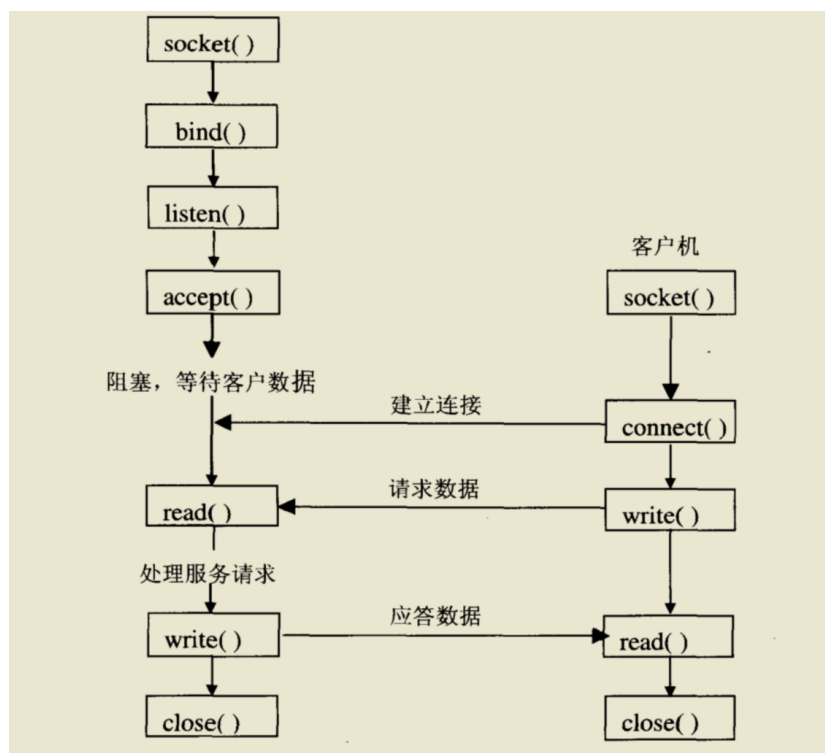 socket( )
bind( )
listen( )
客户机
accept( )
socket( )
阻塞，等待客户数据
建立连接
connect( )
请求数据
read( )
write( )
处理服务请求
应答数据
write( )
read( )
close( )
close( )